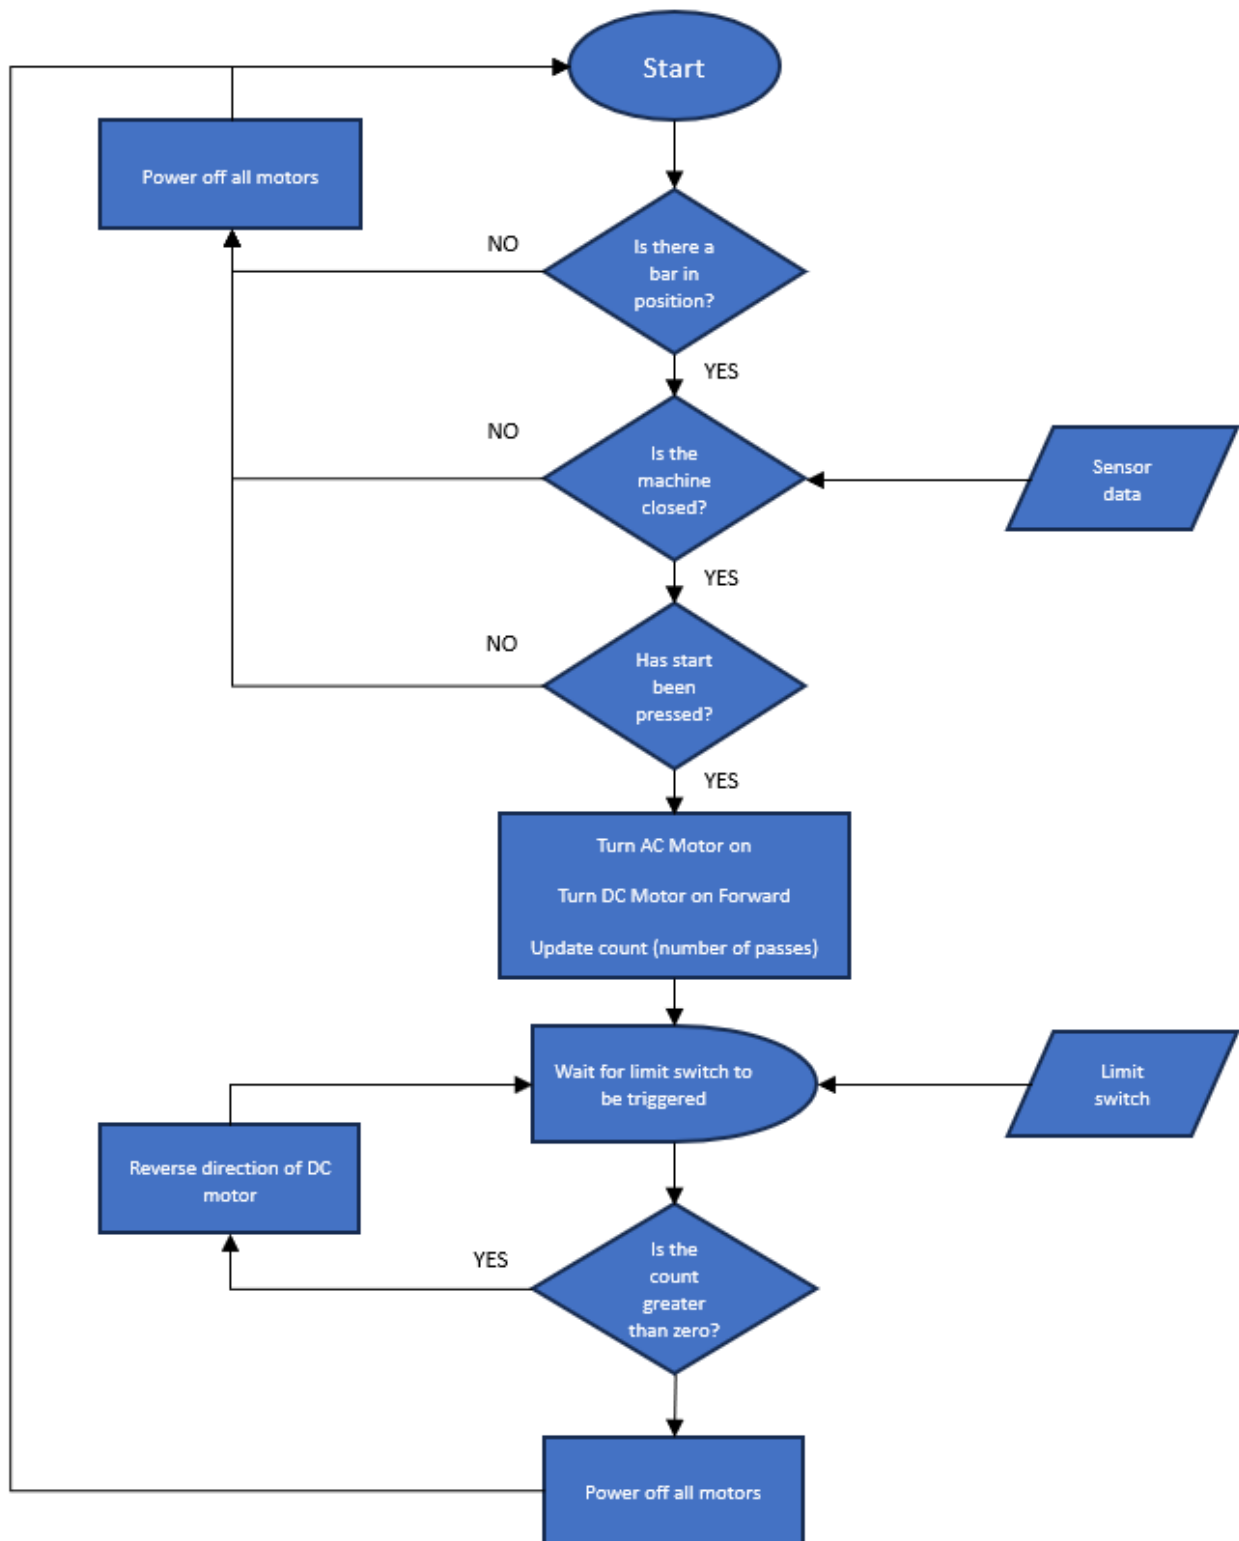 Start
Power off all motors
NO
Is there a
bar in
position?
YES
NO
Is the
machine
closed?
Sensor
data
YES
NO
Has start
been
pressed?
YES
Turn AC Motor on
Turn DC Motor on Forward
Update count (number of passes)
Wait for limit switch to
be triggered
Limit
switch
Reverse direction of DC
motor
YES
Is the
count
greater
than zero?
Power off all motors